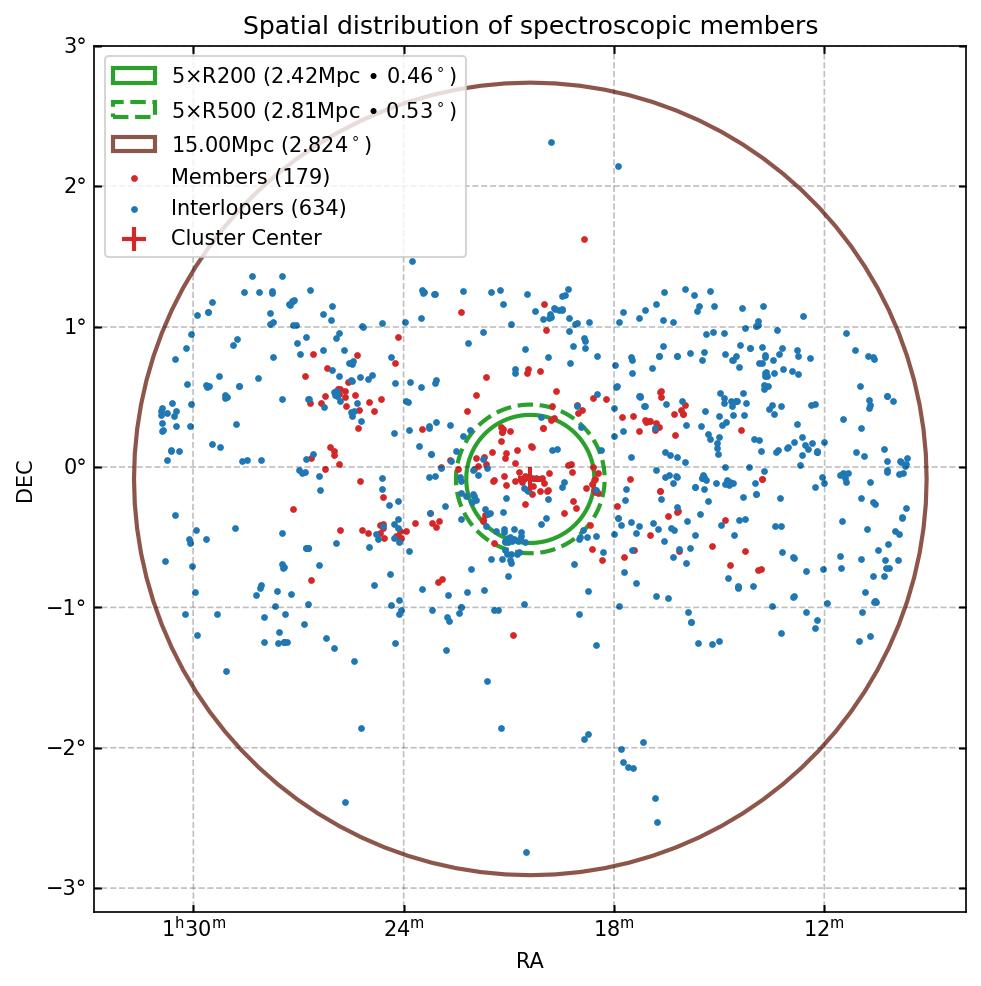 Spatial distribution of spectroscopic members
5×R200 (2.42Mpc • 0.46°)
5×R500 (2.81Mpc • 0.53°)
15.00Mpc (2.824°)
Members (179)
Interlopers (634)
Cluster Center
3°
2°
1°
0°
−1°
−2°
−3°
DEC
1ʰ30ᵐ
24ᵐ
18ᵐ
12ᵐ
RA